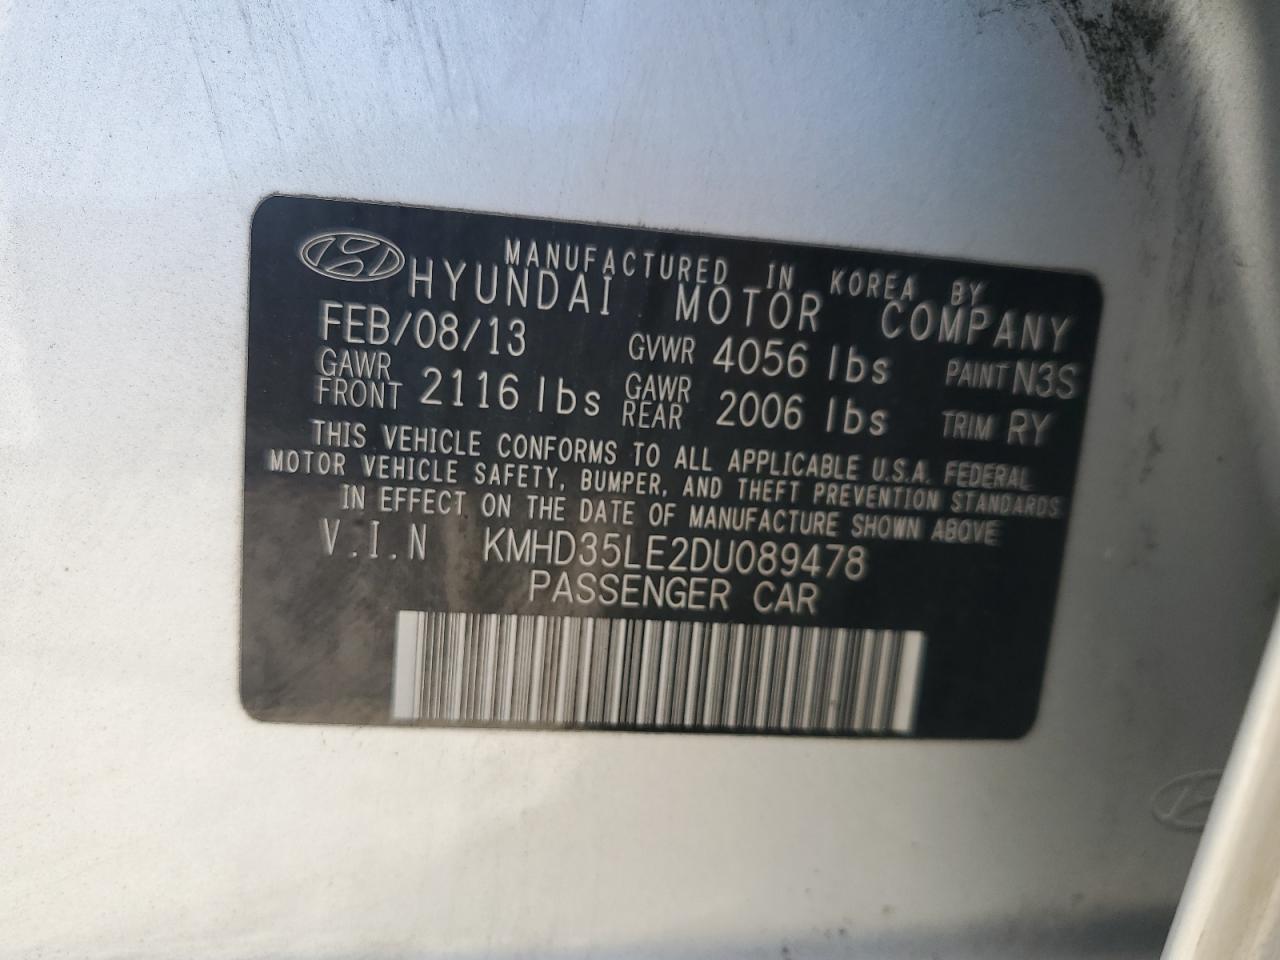 MANUFACTURED IN KOREA BY
HYUNDAI MOTOR COMPANY
FEB/08/13 GVWR 4056 lbs PAINT N3S
GAWR FRONT 2116 lbs GAWR REAR 2006 lbs TRIM RY
THIS VEHICLE CONFORMS TO ALL APPLICABLE U.S.A. FEDERAL
MOTOR VEHICLE SAFETY, BUMPER, AND THEFT PREVENTION STANDARDS
IN EFFECT ON THE DATE OF MANUFACTURE SHOWN ABOVE
V.I.N KMHD35LE2DU089478
PASSENGER CAR